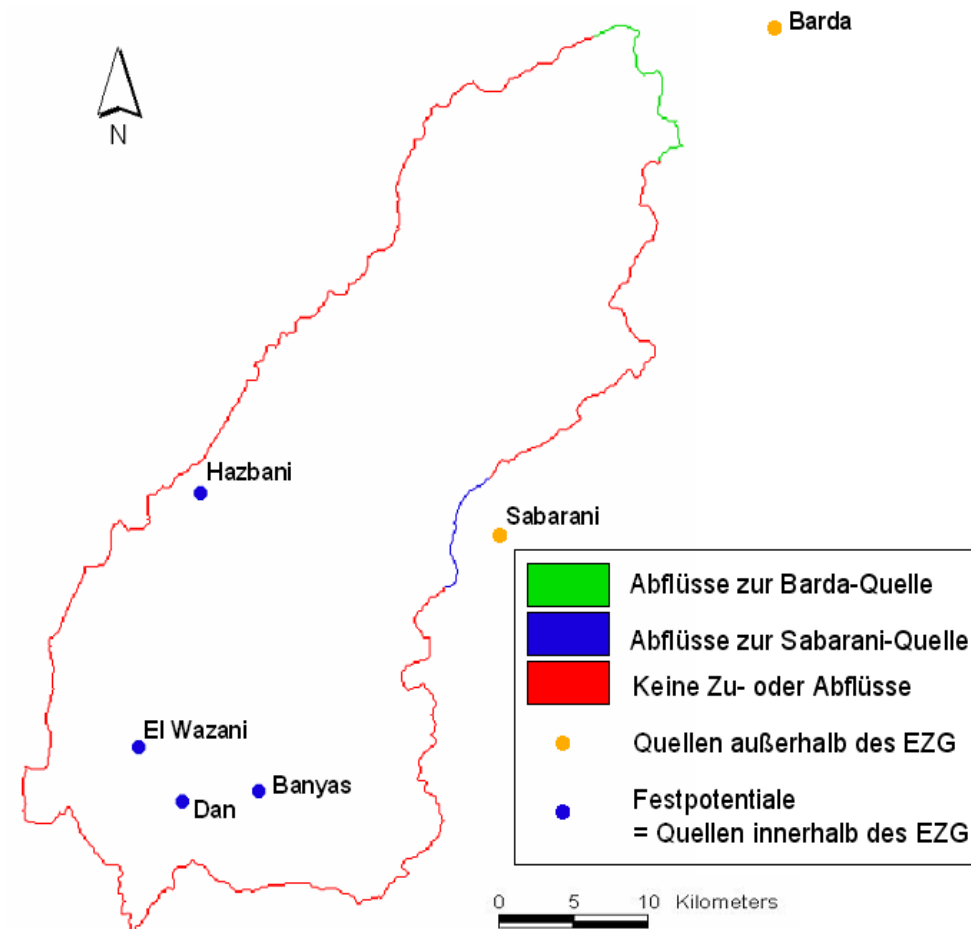 Barda
N
Hazbani
Sabarani
Abflüsse zur Barda-Quelle
Abflüsse zur Sabarani-Quelle
Keine Zu- oder Abflüsse
El Wazani
Quellen außerhalb des EZG
Banyas
Dan
Festpotentiale
= Quellen innerhalb des EZG
0 5 10 Kilometers